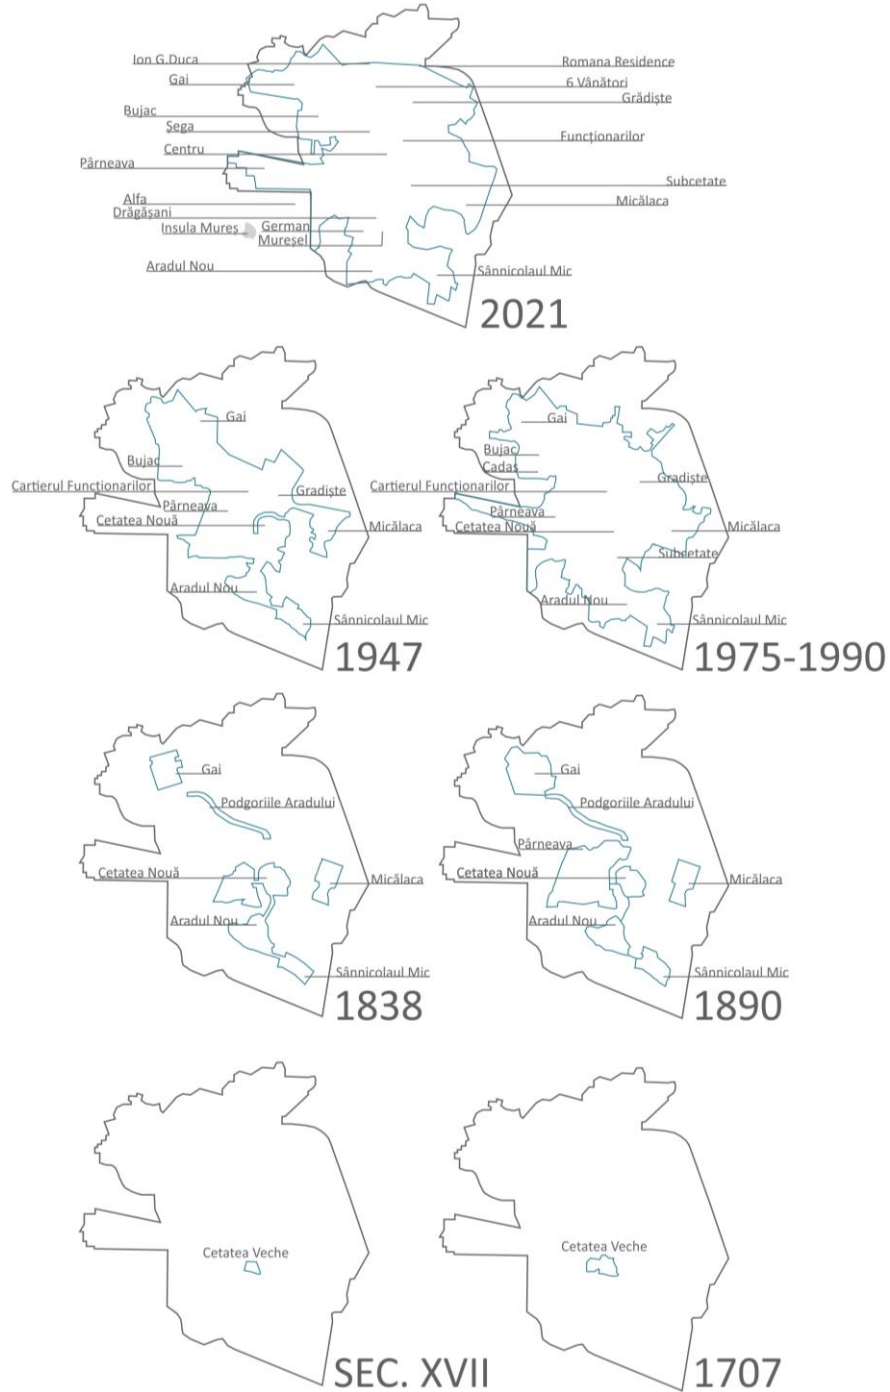 Ion G.Duca
Romana Residence
Gai
6 Vânători
Grădiște
Bujac
Șega
Funcționarilor
Centru
Pârneava
Subcetate
Alfa
Micălaca
Drăgășani
Insula Mureș
German
Mureșel
Aradul Nou
Sânnicolaul Mic
2021
Gai
Bujac
Cartierul Funcționarilor
Gradiște
Pârneava
Cetatea Nouă
Micălaca
Aradul Nou
Sânnicolaul Mic
1947
Gai
Bujac
Cadaș
Cartierul Funcționarilor
Gradiște
Pârneava
Cetatea Nouă
Micălaca
Subcetate
Aradul Nou
Sânnicolaul Mic
1975-1990
Gai
Podgoriile Aradului
Cetatea Nouă
Micălaca
Aradul Nou
Sânnicolaul Mic
1838
Gai
Podgoriile Aradului
Pârneava
Cetatea Nouă
Micălaca
Aradul Nou
Sânnicolaul Mic
1890
Cetatea Veche
SEC. XVII
Cetatea Veche
1707